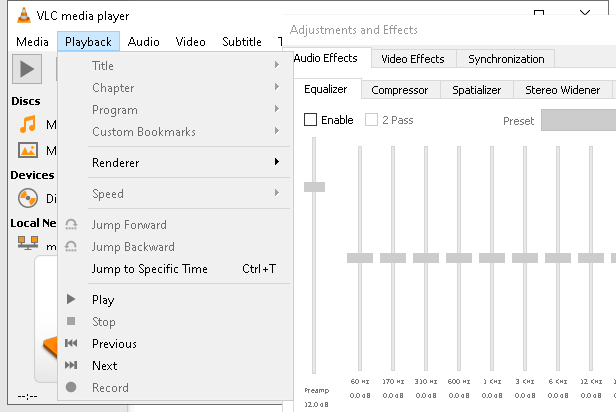 VLC media player
Media Playback Audio Video Subtitle T
Title
Chapter
Program
Custom Bookmarks
Renderer
Speed
Jump Forward
Jump Backward
Jump to Specific Time Ctrl+T
Play
Stop
Previous
Next
Record
Discs
M
M
Devices
Di
Local Ne
m
--:--
Adjustments and Effects
Audio Effects Video Effects Synchronization
Equalizer Compressor Spatializer Stereo Widener
Enable 2 Pass Preset
60 Hz 170 Hz 310 Hz 600 Hz 1 KHz 3 KHz 6 KHz 12 KHz
Preamp 0.0 dB 0.0 dB 0.0 dB 0.0 dB 0.0 dB 0.0 dB 0.0 dB 0.0 dB
12.0 dB